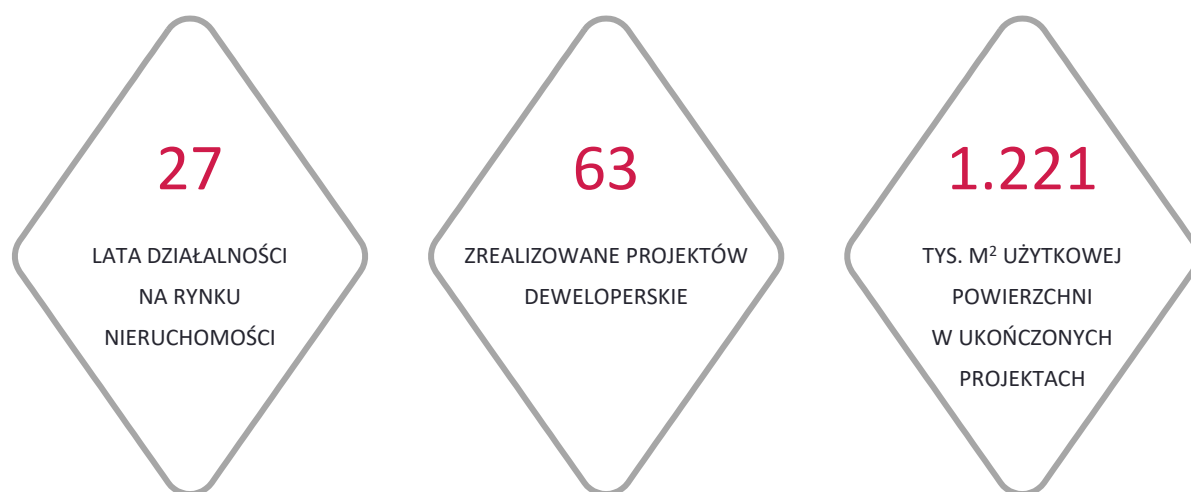 27
LATA DZIAŁALNOŚCI
NA RYNKU
NIERUCHOMOŚCI
63
ZREALIZOWANE PROJEKTÓW
DEWELOPERSKIE
1.221
TYS. M² UŻYTKOWEJ
POWIERZCHNI
W UKOŃCZONYCH
PROJEKTACH